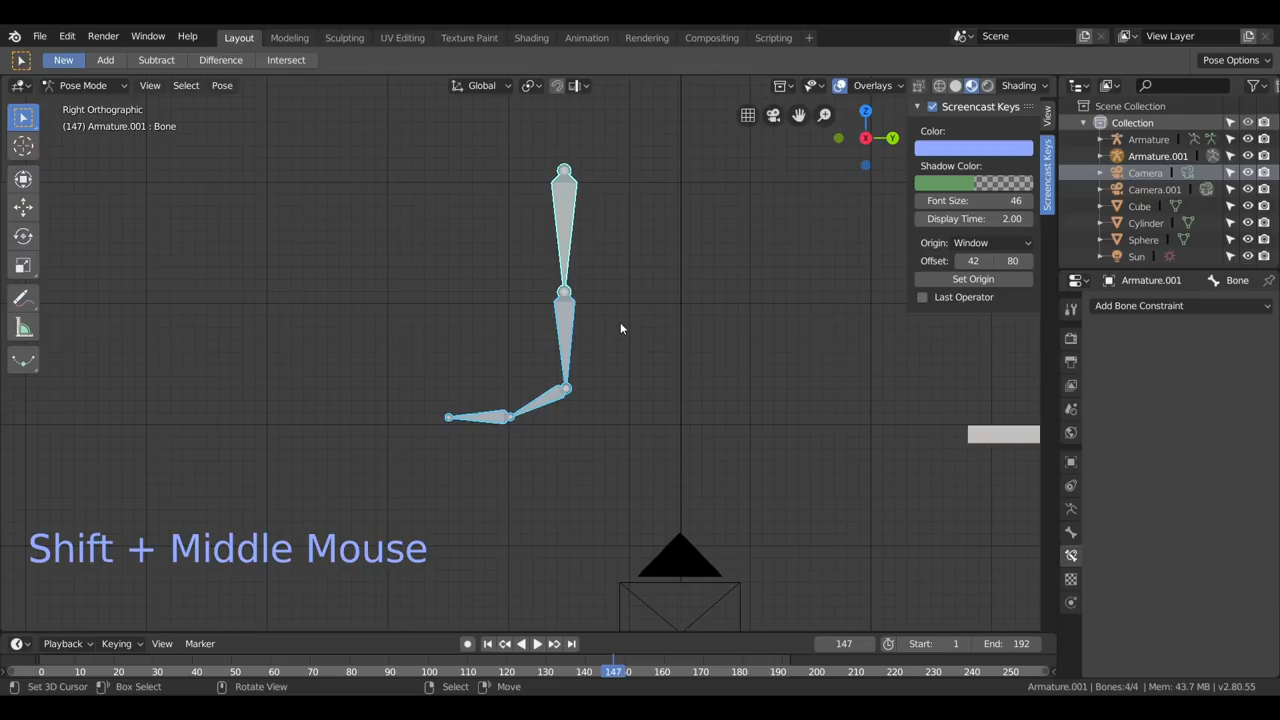 File Edit Render Window Help Layout Modeling Sculpting UV Editing Texture Paint Shading Animation Rendering Compositing Scripting + Scene View Layer
New Add Subtract Difference Intersect Pose Options
Pose Mode View Select Pose Global Overlays Shading
Right Orthographic
(147) Armature.001 : Bone
Z
Y
X
Screencast Keys
Color:
Shadow Color:
Font Size: 46
Display Time: 2.00
Origin: Window
Offset: 42 80
Set Origin
Last Operator
View
Screencast Keys
Scene Collection
Collection
Armature
Armature.001
Camera
Camera.001
Cube
Cylinder
Sphere
Sun
Armature.001 Bone
Add Bone Constraint
Shift + Middle Mouse
Playback Keying View Marker 147 Start: 1 End: 192
0 10 20 30 40 50 60 70 80 90 100 110 120 130 140 147 160 170 180 190 200 210 220 230 240 250
Set 3D Cursor Box Select Rotate View Select Move Armature.001 | Bones:4/4 | Mem: 43.7 MB | v2.80.55